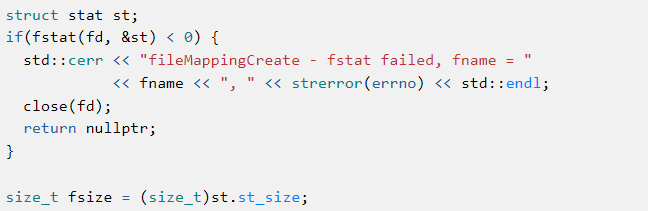 struct stat st;
if(fstat(fd, &st) < 0) {
  std::cerr << "fileMappingCreate - fstat failed, fname = "
            << fname << ", " << strerror(errno) << std::endl;
  close(fd);
  return nullptr;
}

size_t fsize = (size_t)st.st_size;